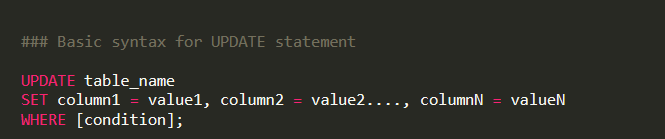 ### Basic syntax for UPDATE statement
UPDATE table_name
SET column1 = value1, column2 = value2...., columnN = valueN
WHERE [condition];